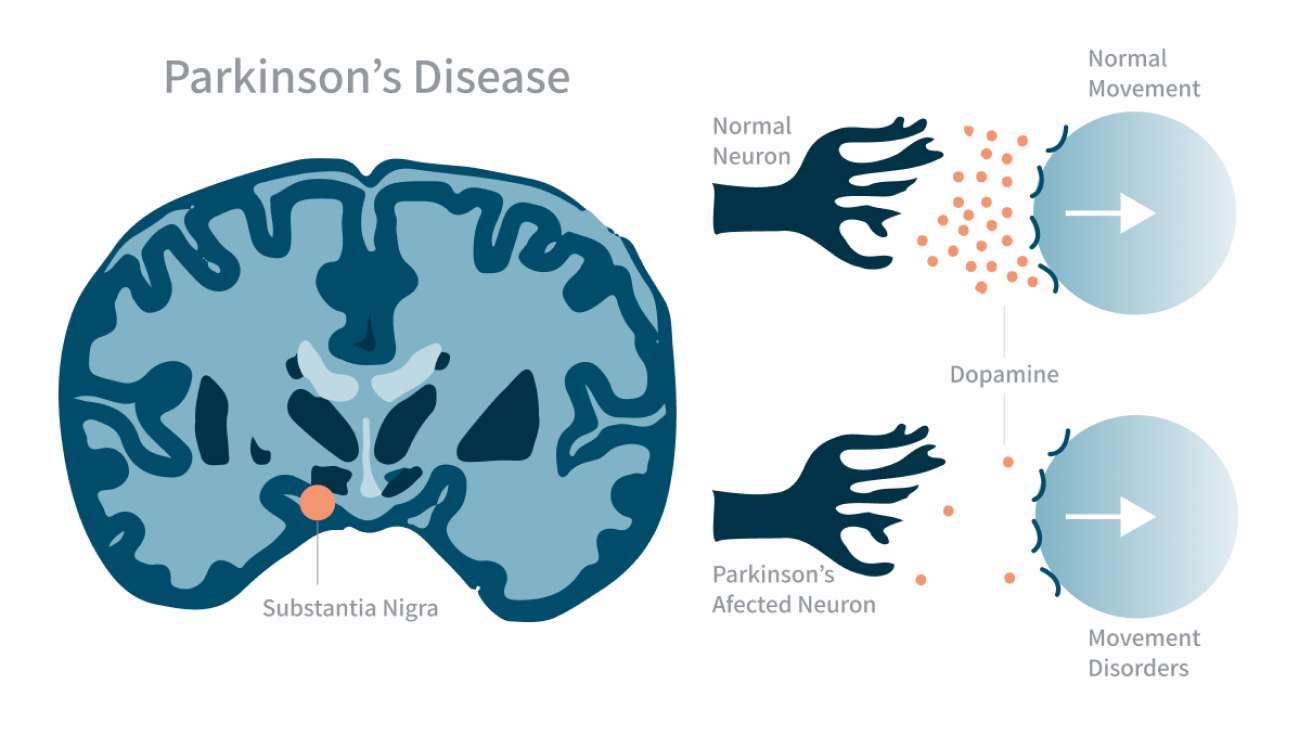 Parkinson's Disease
Normal
Movement
Normal
Neuron
Dopamine
Parkinson's
Afected Neuron
Substantia Nigra
Movement
Disorders